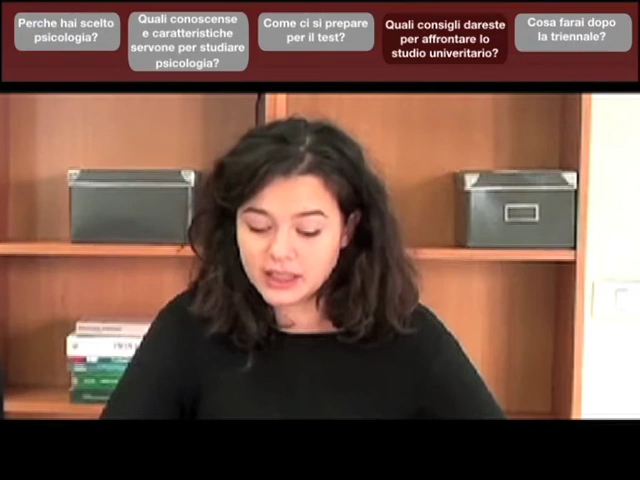 Perche hai scelto
psicologia?
Quali conoscense
e caratteristiche
servone per studiare
psicologia?
Come ci si prepare
per il test?
Quali consigli dareste
per affrontare lo
studio univeritario?
Cosa farai dopo
la triennale?